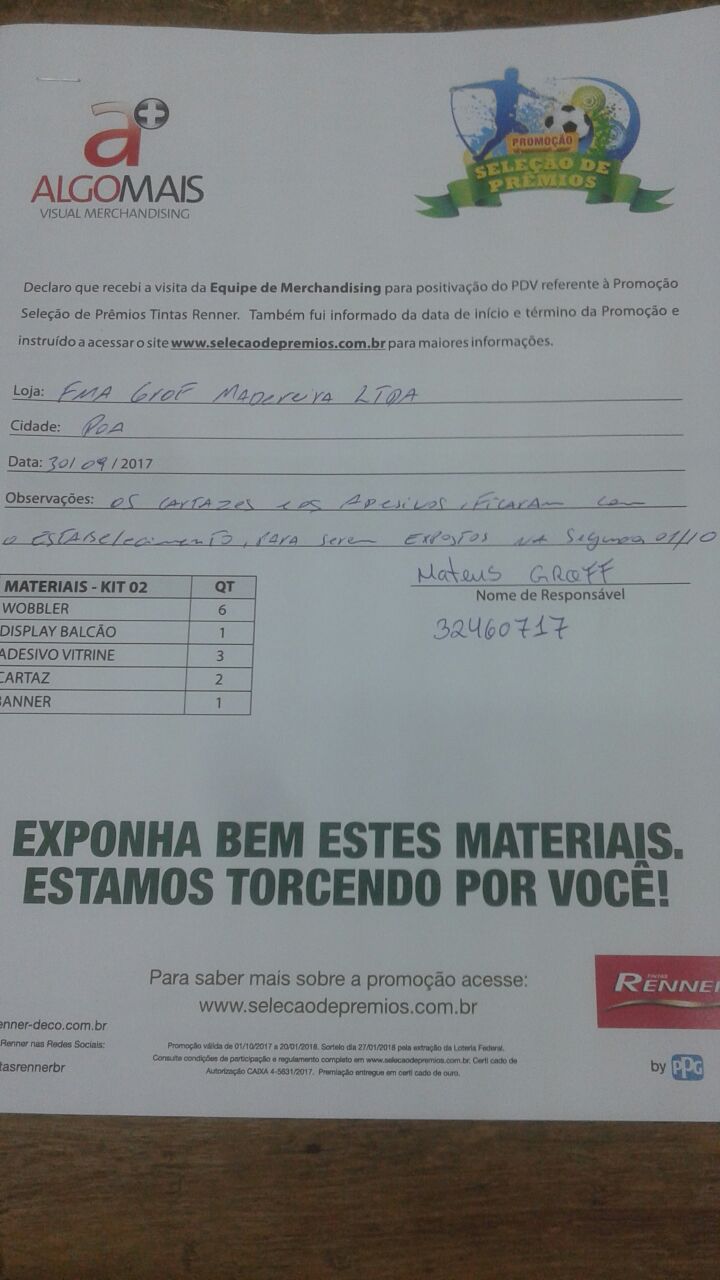 a+
ALGOMAIS
VISUAL MERCHANDISING
PROMOÇÃO
SELEÇÃO DE
PRÊMIOS
Declaro que recebi a visita da Equipe de Merchandising para positivação do PDV referente à Promoção
Seleção de Prêmios Tintas Renner. Também fui informado da data de início e término da Promoção e
instruído a acessar o site www.selecaodepremios.com.br para maiores informações.
Loja: FMA Grof Madereira LTDA
Cidade: POA
Data: 30/09/2017
Observações: os cartazes e os Adesivos, ficaram com
o estabelecimento, para serem expostos na segunda 01/10
Mateus GROFF
Nome de Responsável
32460717
MATERIAIS - KIT 02 QT
WOBBLER 6
DISPLAY BALCÃO 1
ADESIVO VITRINE 3
CARTAZ 2
BANNER 1
EXPONHA BEM ESTES MATERIAIS.
ESTAMOS TORCENDO POR VOCÊ!
Para saber mais sobre a promoção acesse:
www.selecaodepremios.com.br
TINTAS
RENNER
enner-deco.com.br
Renner nas Redes Sociais:
tasrennerbr
Promoção válida de 01/10/2017 a 20/01/2018. Sorteio dia 27/01/2018 pela extração da Loteria Federal.
Consulte condições de participação e regulamento completo em www.selecaodepremios.com.br. Certi cado de
Autorização CAIXA 4-5631/2017. Premiação entregue em certi cado de ouro.
by PPG